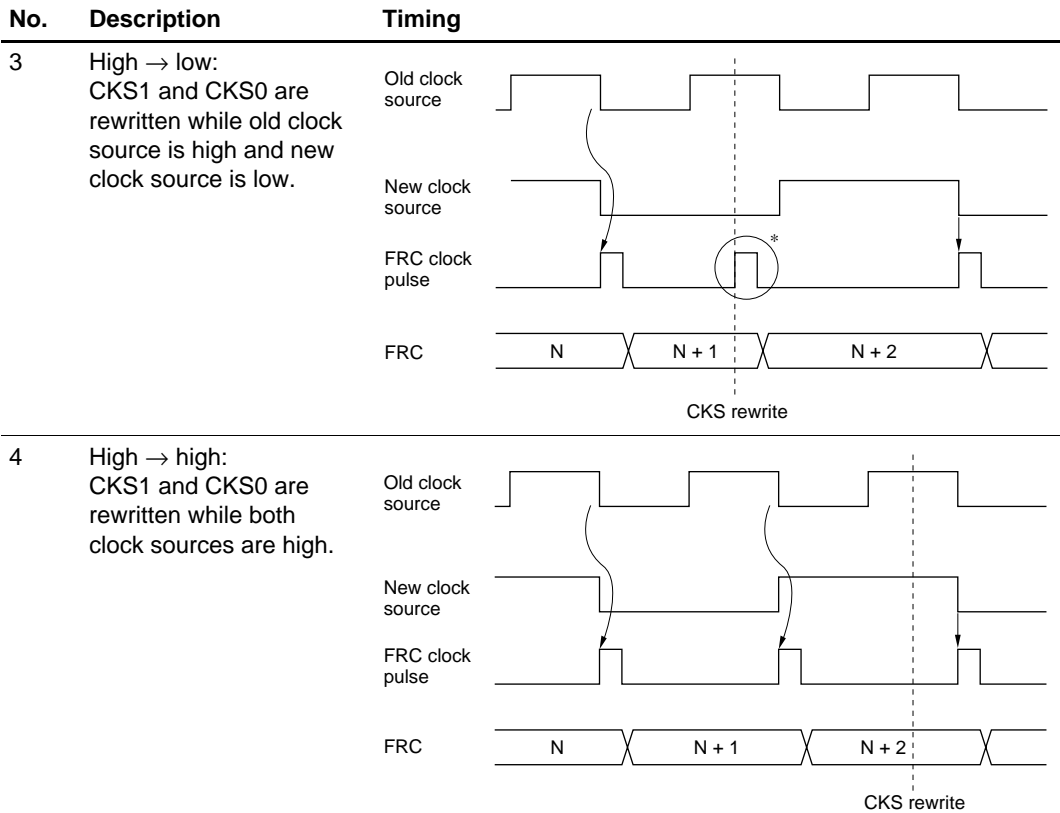 No. Description Timing
3 High → low:
CKS1 and CKS0 are
rewritten while old clock
source is high and new
clock source is low.
Old clock
source
New clock
source
FRC clock
pulse
*
FRC
N N + 1 N + 2
CKS rewrite
4 High → high:
CKS1 and CKS0 are
rewritten while both
clock sources are high.
Old clock
source
New clock
source
FRC clock
pulse
FRC
N N + 1 N + 2
CKS rewrite